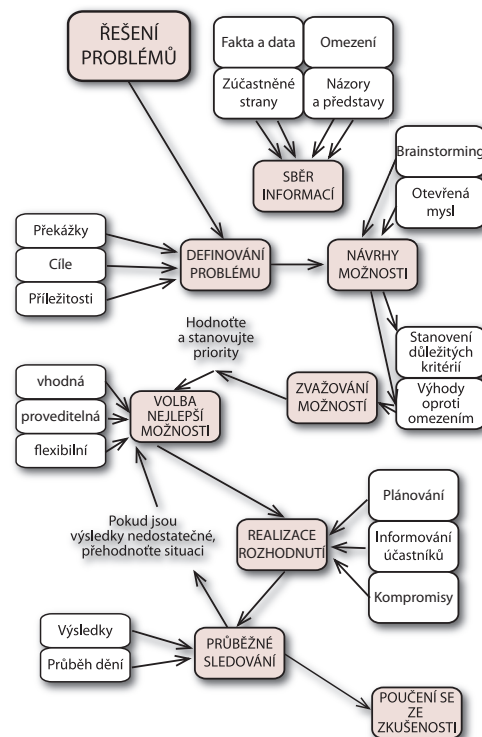 ŘEŠENÍ
PROBLÉMŮ
Fakta a data
Omezení
Zúčastněné
strany
Názory
a představy
SBĚR
INFORMACÍ
Brainstorming
Otevřená
mysl
Překážky
Cíle
Příležitosti
DEFINOVÁNÍ
PROBLÉMU
NÁVRHY
MOŽNOSTI
Hodnoťte
a stanovujte
priority
Stanovení
důležitých
kritérií
Výhody
oproti
omezením
ZVAŽOVÁNÍ
MOŽNOSTÍ
vhodná
proveditelná
flexibilní
VOLBA
NEJLEPŠÍ
MOŽNOSTI
Pokud jsou
výsledky nedostatečné,
přehodnoťte situaci
REALIZACE
ROZHODNUTÍ
Plánování
Informování
účastníků
Kompromisy
Výsledky
Průběh dění
PRŮBĚŽNÉ
SLEDOVÁNÍ
POUČENÍ SE
ZE
ZKUŠENOSTI